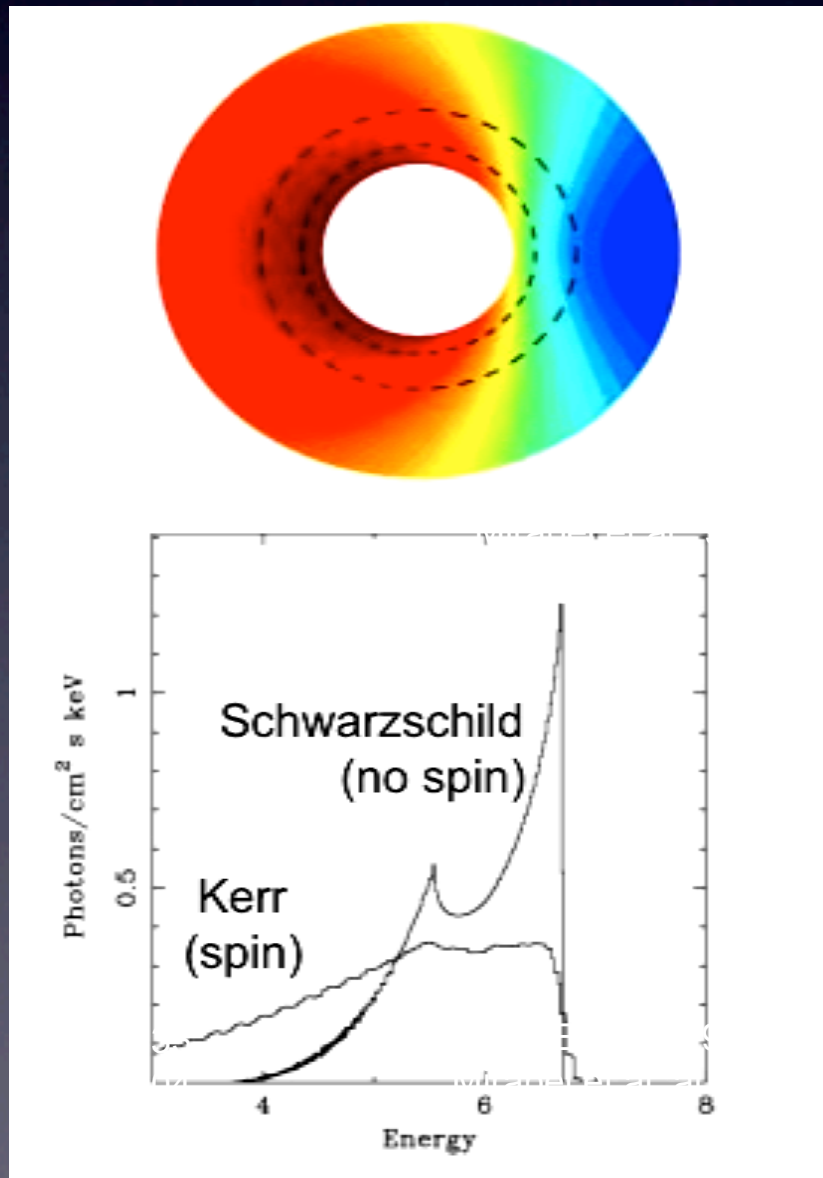 1
0.5
Photons/cm² s keV
Schwarzschild
(no spin)
Kerr
(spin)
4 6 8
Energy